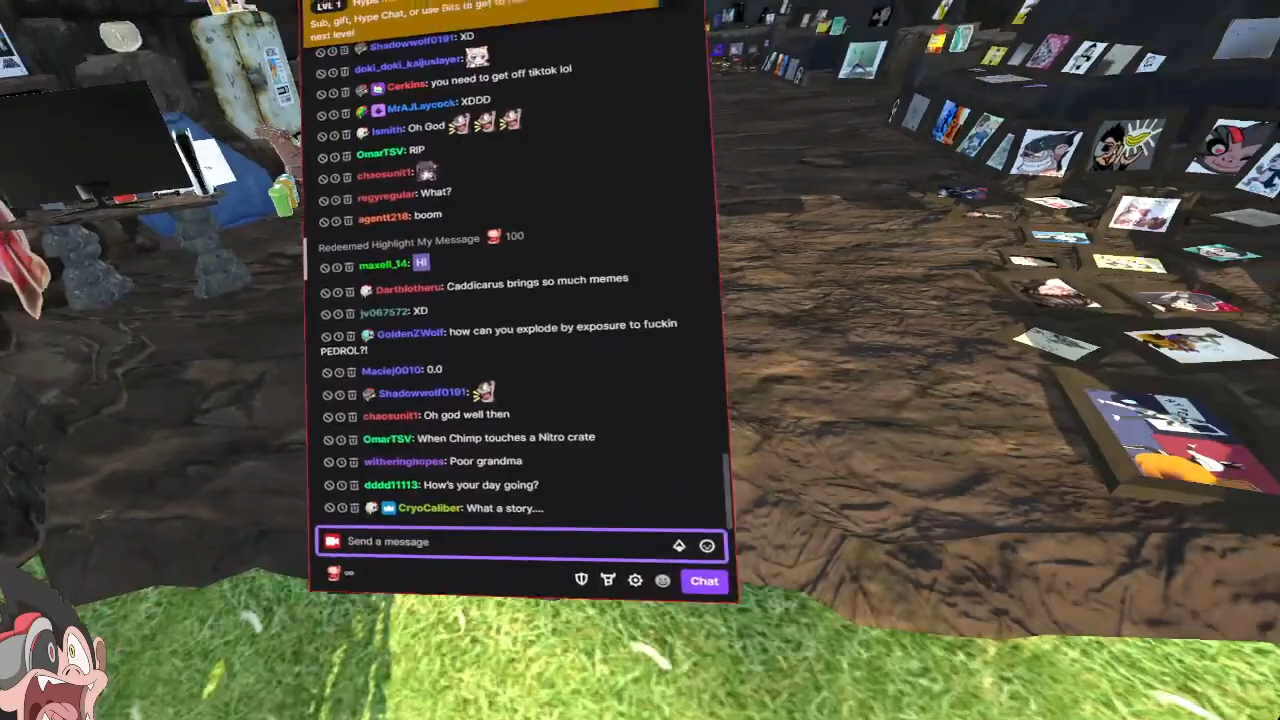 LVL 1 Hype
Sub, gift, Hype Chat, or use Bits to get to
next level!
Shadowwolf0191: XD
doki_doki_kaijuslayer:
Cerkins: you need to get off tiktok lol
MrAJLaycock: XDDD
Ismith: Oh God
OmarTSV: RIP
chaosunit1:
regyregular: What?
agentt218: boom
Redeemed Highlight My Message 100
maxell_14: Hi
Darthlotheru: Caddicarus brings so much memes
jv067572: XD
GoldenZWolf: how can you explode by exposure to fuckin
PEDROL?!
Maciej0010: 0.0
Shadowwolf0191:
chaosunit1: Oh god well then
OmarTSV: When Chimp touches a Nitro crate
witheringhopes: Poor grandma
dddd11113: How's your day going?
CryoCaliber: What a story....
Send a message
Chat